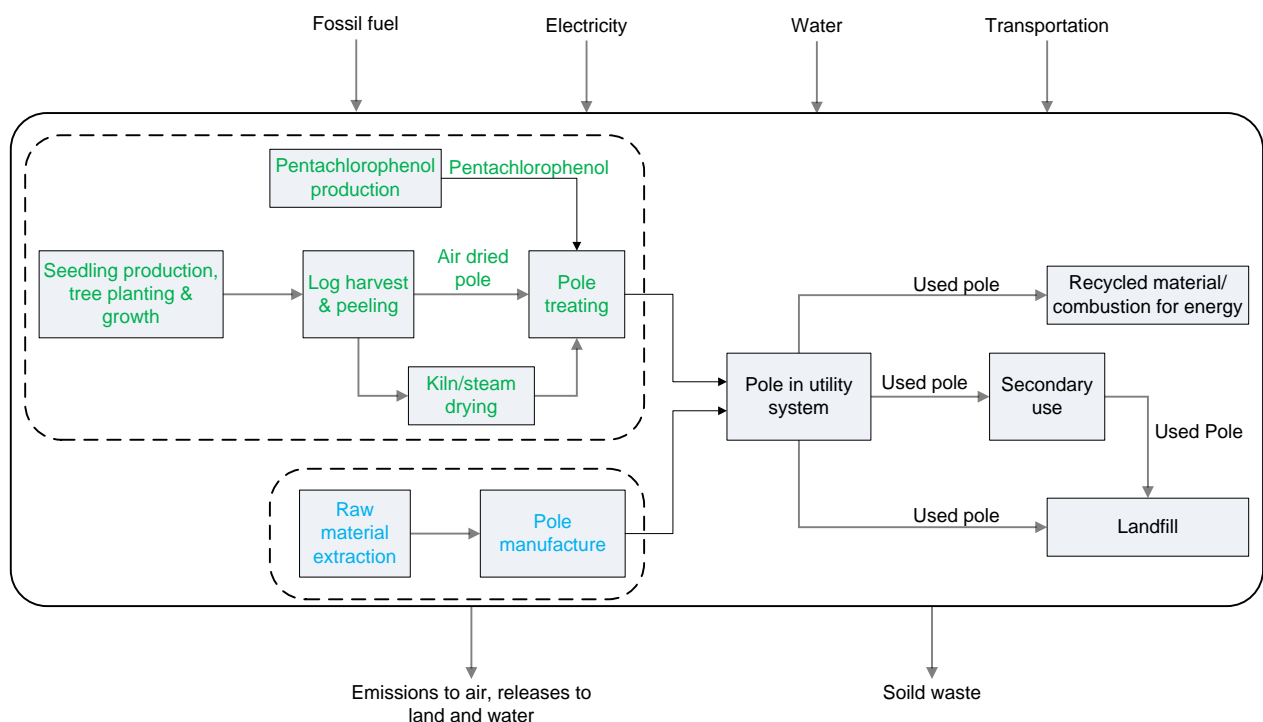 Fossil fuel
Electricity
Water
Transportation
Pentachlorophenol
production
Pentachlorophenol
Seedling production,
tree planting &
growth
Log harvest
& peeling
Air dried
pole
Pole
treating
Kiln/steam
drying
Raw
material
extraction
Pole
manufacture
Pole in utility
system
Used pole
Recycled material/
combustion for energy
Used pole
Secondary
use
Used Pole
Used pole
Landfill
Emissions to air, releases to
land and water
Soild waste